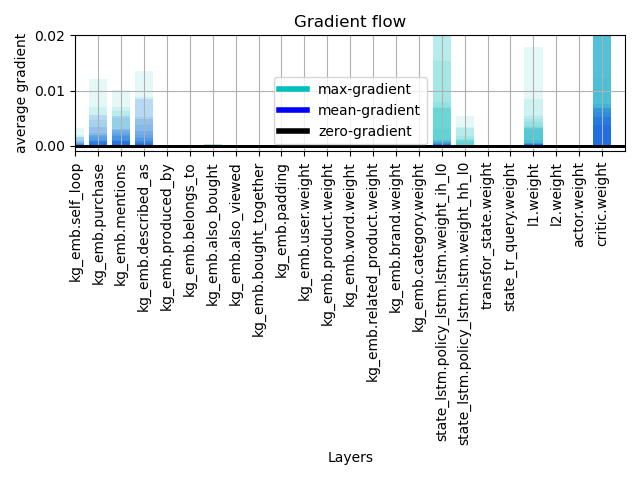 Gradient flow
average gradient
0.02
0.01
0.00
max-gradient
mean-gradient
zero-gradient
kg_emb.self_loop
kg_emb.purchase
kg_emb.mentions
kg_emb.described_as
kg_emb.produced_by
kg_emb.belongs_to
kg_emb.also_bought
kg_emb.also_viewed
kg_emb.bought_together
kg_emb.padding
kg_emb.user.weight
kg_emb.product.weight
kg_emb.word.weight
kg_emb.related_product.weight
kg_emb.brand.weight
kg_emb.category.weight
state_lstm.policy_lstm.lstm.weight_ih_l0
state_lstm.policy_lstm.lstm.weight_hh_l0
transfor_state.weight
state_tr_query.weight
l1.weight
l2.weight
actor.weight
critic.weight
Layers